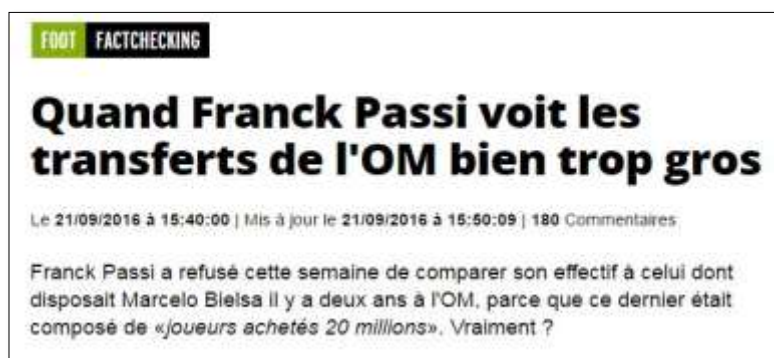 FOOT FACTCHECKING
Quand Franck Passi voit les
transferts de l'OM bien trop gros
Le 21/09/2016 à 15:40:00 | Mis à jour le 21/09/2016 à 15:50:09 | 180 Commentaires
Franck Passi a refusé cette semaine de comparer son effectif à celui dont
disposait Marcelo Bielsa il y a deux ans à l'OM, parce que ce dernier était
composé de «joueurs achetés 20 millions». Vraiment ?